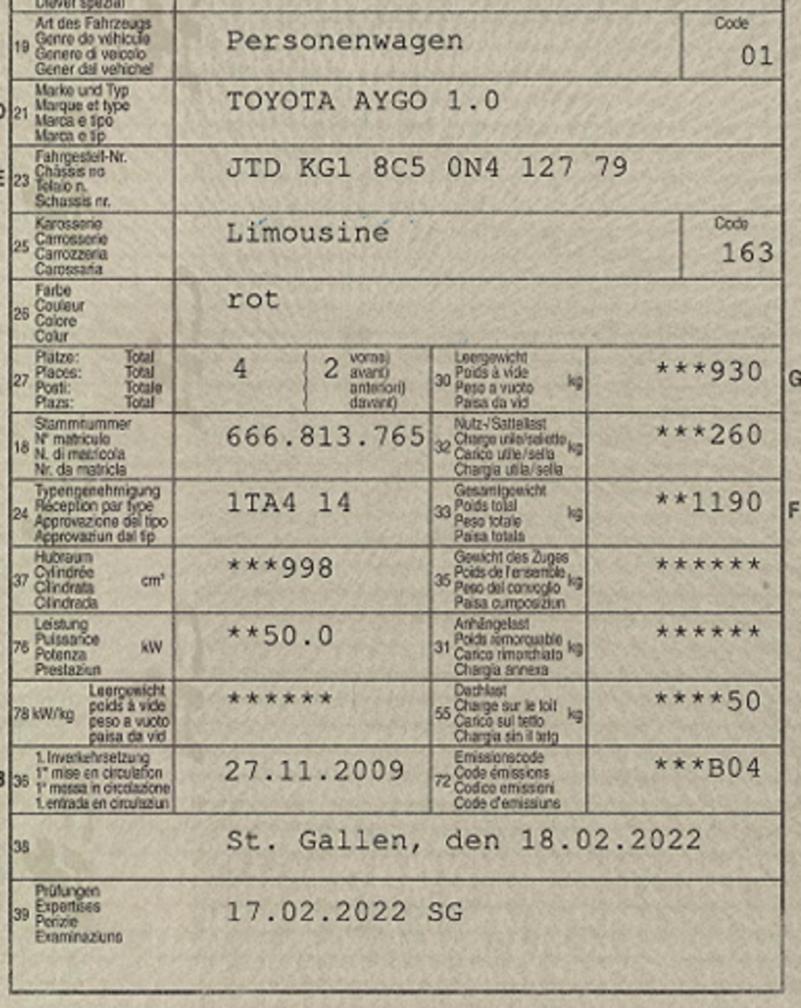 19 Art des Fahrzeugs
Genre de véhicule
Genere di veicolo
Gener dal vehichel
Personenwagen
Code
01
21 Marke und Typ
Marque et type
Marca e tipo
Marca e tip
TOYOTA AYGO 1.0
23 Fahrgestell-Nr.
Châssis no
Telaio n.
Schassis nr.
JTD KG1 8C5 0N4 127 79
25 Karosserie
Carrosserie
Carrozzeria
Carossaria
Limousine
Code
163
26 Farbe
Couleur
Colore
Colur
rot
27 Plätze: Total
Places: Total
Posti: Totale
Plazs: Total
4
2 vorne)
avant)
anteriori)
davant)
30 Leergewicht
Poids à vide
Peso a vuoto
Paisa da vid
kg
***930
G
18 Stammnummer
N° matricule
N. di matricola
Nr. da matricla
666.813.765
32 Nutz-/Sattellast
Charge utile/sellette
Carico utile/sella
Chargia utila/sella
kg
***260
24 Typengenehmigung
Réception par type
Approvazione del tipo
Approvaziun dal tip
1TA4 14
33 Gesamtgewicht
Poids total
Peso totale
Paisa totala
kg
**1190
F
37 Hubraum
Cylindrée
Cilindrata
Cilindrada
cm³
***998
35 Gewicht des Zuges
Poids de l'ensemble
Peso del convoglio
Paisa cumposiziun
kg
******
76 Leistung
Puissance
Potenza
Prestaziun
kW
**50.0
31 Anhängelast
Poids remorquable
Carico rimorchiato
Chargia annexa
kg
******
78 kW/kg Leergewicht
poids à vide
peso a vuoto
paisa da vid
******
55 Dachlast
Charge sur le toit
Carico sul tetto
Chargia sin il tetg
kg
****50
36 1. Inverkehrsetzung
1re mise en circulation
1a messa in circolazione
1. entrada en circulaziun
27.11.2009
72 Emissionscode
Code émissions
Codice emissioni
Code d'emissiuns
***B04
38 St. Gallen, den 18.02.2022
39 Prüfungen
Expertises
Perizie
Examinaziuns
17.02.2022 SG